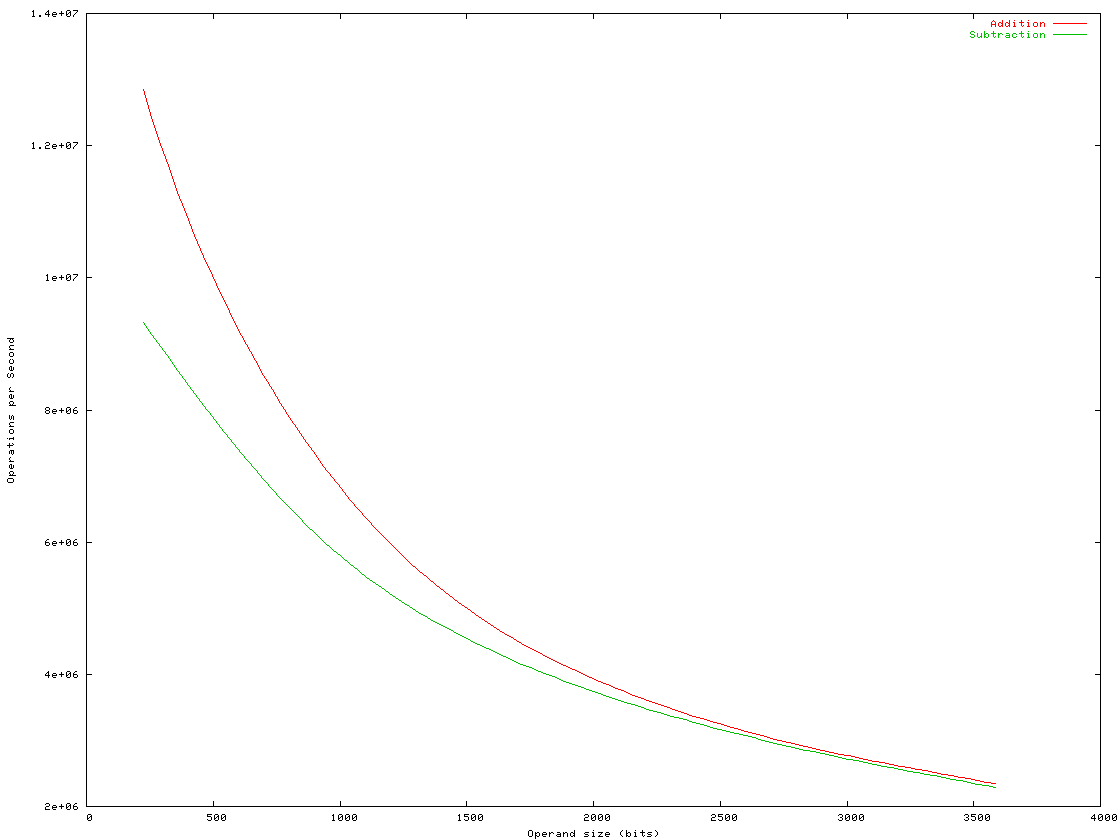 1.4e+07
Addition
Subtraction
1.2e+07
1e+07
Operations per Second
8e+06
6e+06
4e+06
2e+06
0 500 1000 1500 2000 2500 3000 3500 4000
Operand size (bits)